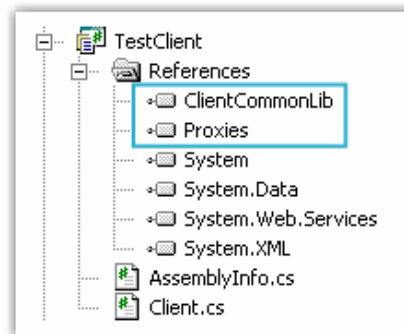 TestClient
References
ClientCommonLib
Proxies
System
System.Data
System.Web.Services
System.XML
AssemblyInfo.cs
Client.cs